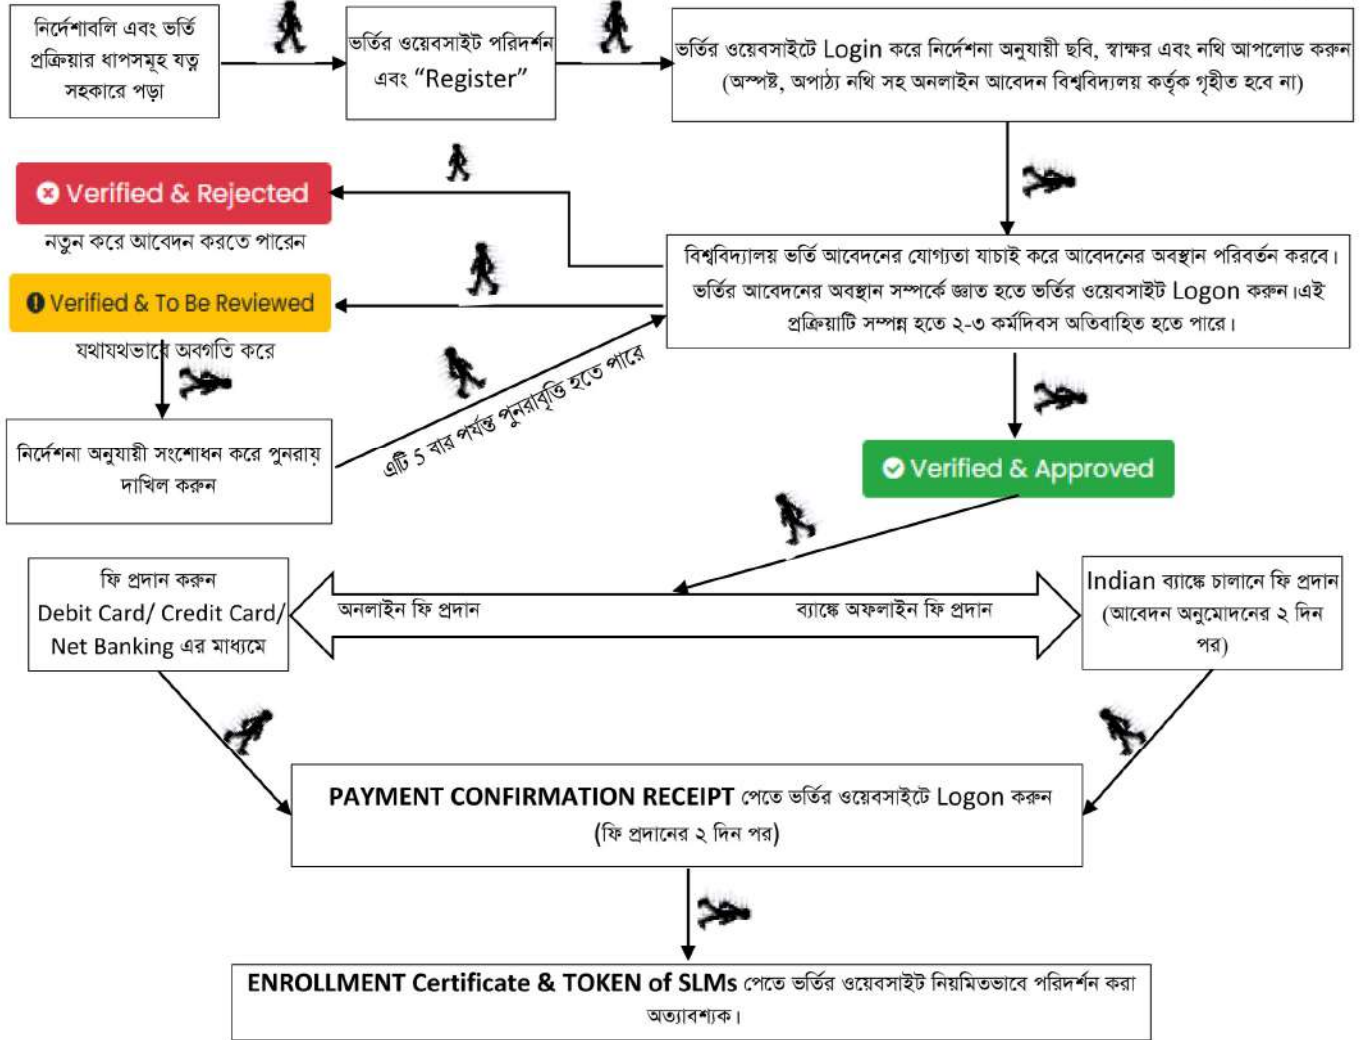 নির্দেশাবলি এবং ভর্তি
প্রক্রিয়ার ধাপসমূহ যত্ন
সহকারে পড়া
ভর্তির ওয়েবসাইট পরিদর্শন
এবং “Register”
ভর্তির ওয়েবসাইটে Login করে নির্দেশনা অনুযায়ী ছবি, স্বাক্ষর এবং নথি আপলোড করুন
(অস্পষ্ট, অপাঠ্য নথি সহ অনলাইন আবেদন বিশ্ববিদ্যলয় কর্তৃক গৃহীত হবে না)
Verified & Rejected
নতুন করে আবেদন করতে পারেন
Verified & To Be Reviewed
যথাযথভাবে অবগতি করে
বিশ্ববিদ্যালয় ভর্তি আবেদনের যোগ্যতা যাচাই করে আবেদনের অবস্থান পরিবর্তন করবে।
ভর্তির আবেদনের অবস্থান সম্পর্কে জ্ঞাত হতে ভর্তির ওয়েবসাইট Logon করুন।এই
প্রক্রিয়াটি সম্পন্ন হতে ২-৩ কর্মদিবস অতিবাহিত হতে পারে।
নির্দেশনা অনুযায়ী সংশোধন করে পুনরায়
দাখিল করুন
এটি 5 বার পর্যন্ত পুনরাবৃত্তি হতে পারে
Verified & Approved
ফি প্রদান করুন
Debit Card/ Credit Card/
Net Banking এর মাধ্যমে
অনলাইন ফি প্রদান
ব্যাঙ্কে অফলাইন ফি প্রদান
Indian ব্যাঙ্কে চালানে ফি প্রদান
(আবেদন অনুমোদনের ২ দিন
পর)
PAYMENT CONFIRMATION RECEIPT পেতে ভর্তির ওয়েবসাইটে Logon করুন
(ফি প্রদানের ২ দিন পর)
ENROLLMENT Certificate & TOKEN of SLMs পেতে ভর্তির ওয়েবসাইট নিয়মিতভাবে পরিদর্শন করা
অত্যাবশ্যক।